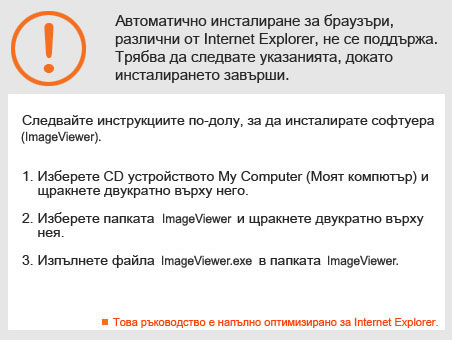 Автоматично инсталиране за браузъри,
различни от Internet Explorer, не се поддържа.
Трябва да следвате указанията, докато
инсталирането завърши.
Следвайте инструкциите по-долу, за да инсталирате софтуера
(ImageViewer).
1. Изберете CD устройството My Computer (Моят компютър) и
щракнете двукратно върху него.
2. Изберете папката ImageViewer и щракнете двукратно върху
нея.
3. Изпълнете файла ImageViewer.exe в папката ImageViewer.
Това ръководство е напълно оптимизирано за Internet Explorer.